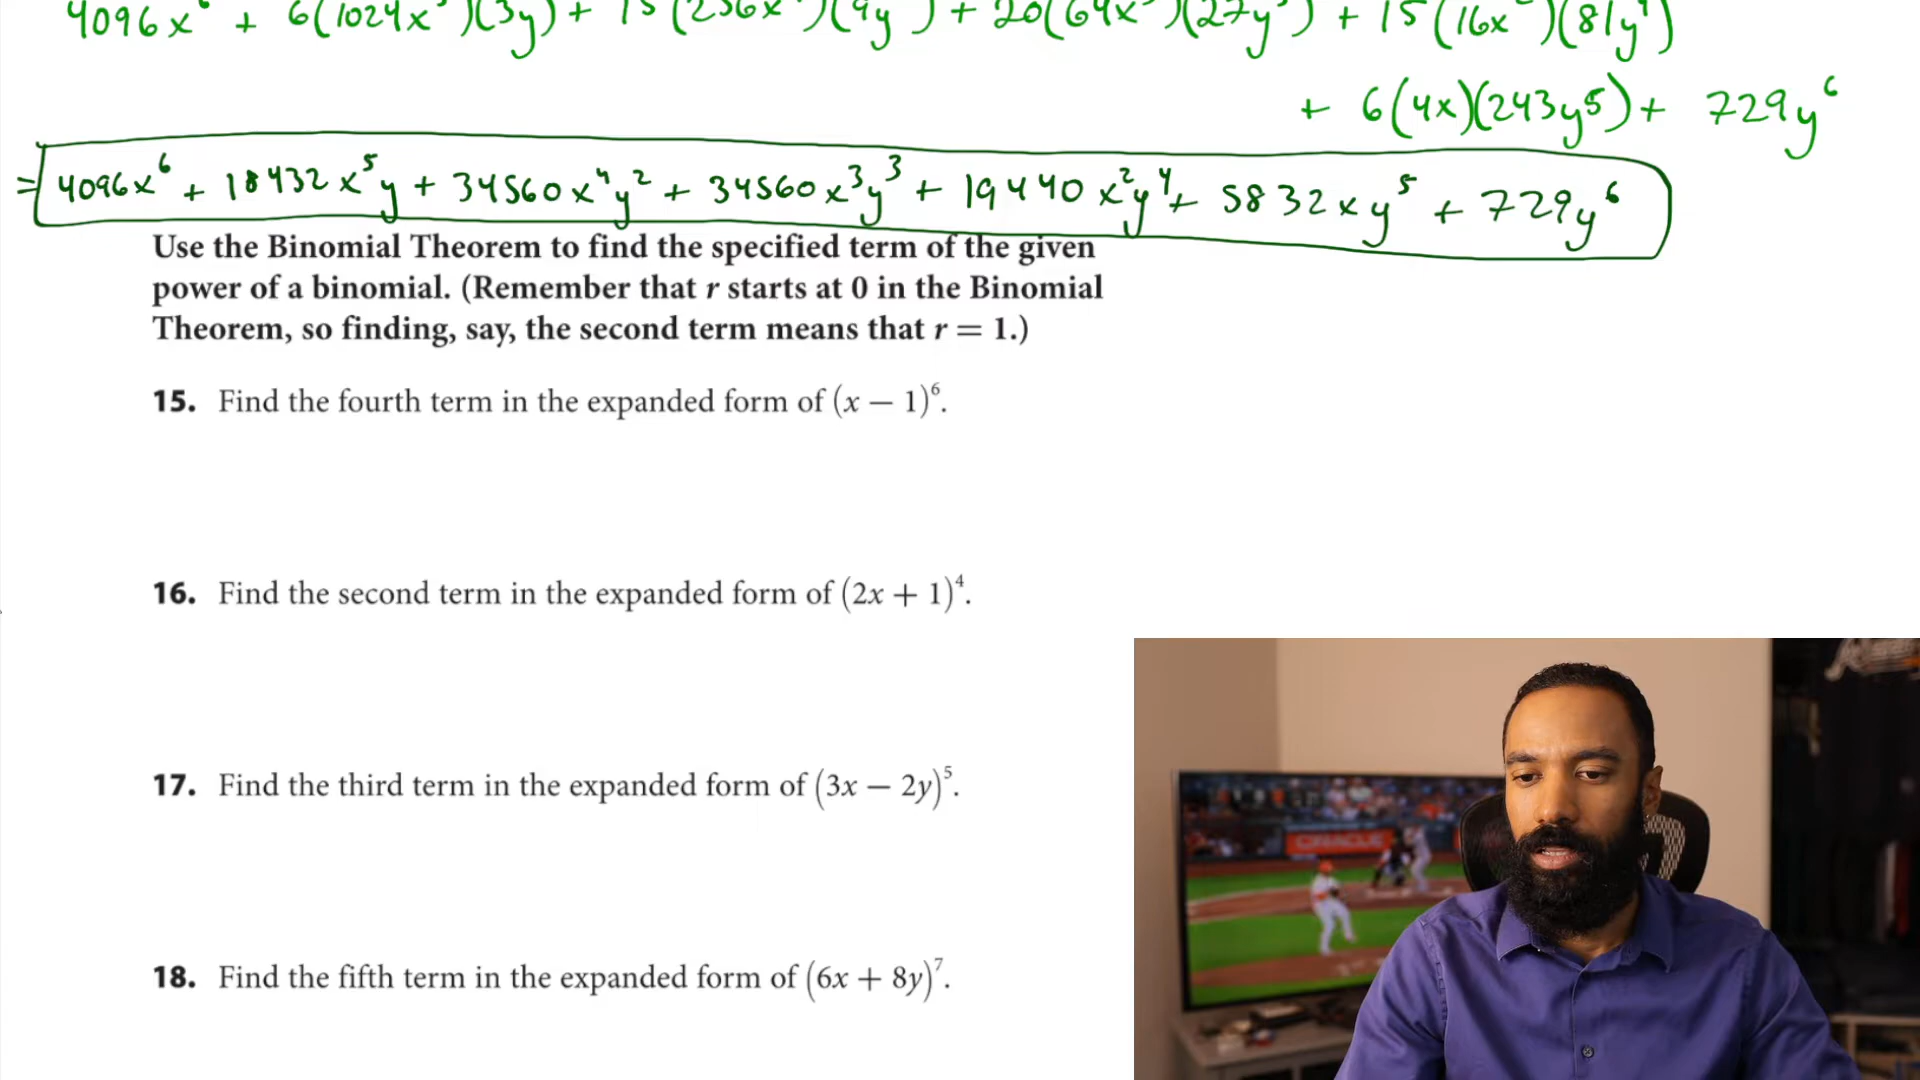 4096x⁶ + 6(1024x⁵)(3y) + 15(256x⁴)(9y²) + 20(64x³)(27y³) + 15(16x²)(81y⁴)
+ 6(4x)(243y⁵) + 729y⁶
= 4096x⁶ + 18432x⁵y + 34560x⁴y² + 34560x³y³ + 19440x²y⁴ + 5832xy⁵ + 729y⁶
Use the Binomial Theorem to find the specified term of the given
power of a binomial. (Remember that r starts at 0 in the Binomial
Theorem, so finding, say, the second term means that r = 1.)
15. Find the fourth term in the expanded form of (x − 1)⁶.
16. Find the second term in the expanded form of (2x + 1)⁴.
17. Find the third term in the expanded form of (3x − 2y)⁵.
18. Find the fifth term in the expanded form of (6x + 8y)⁷.
ORACLE